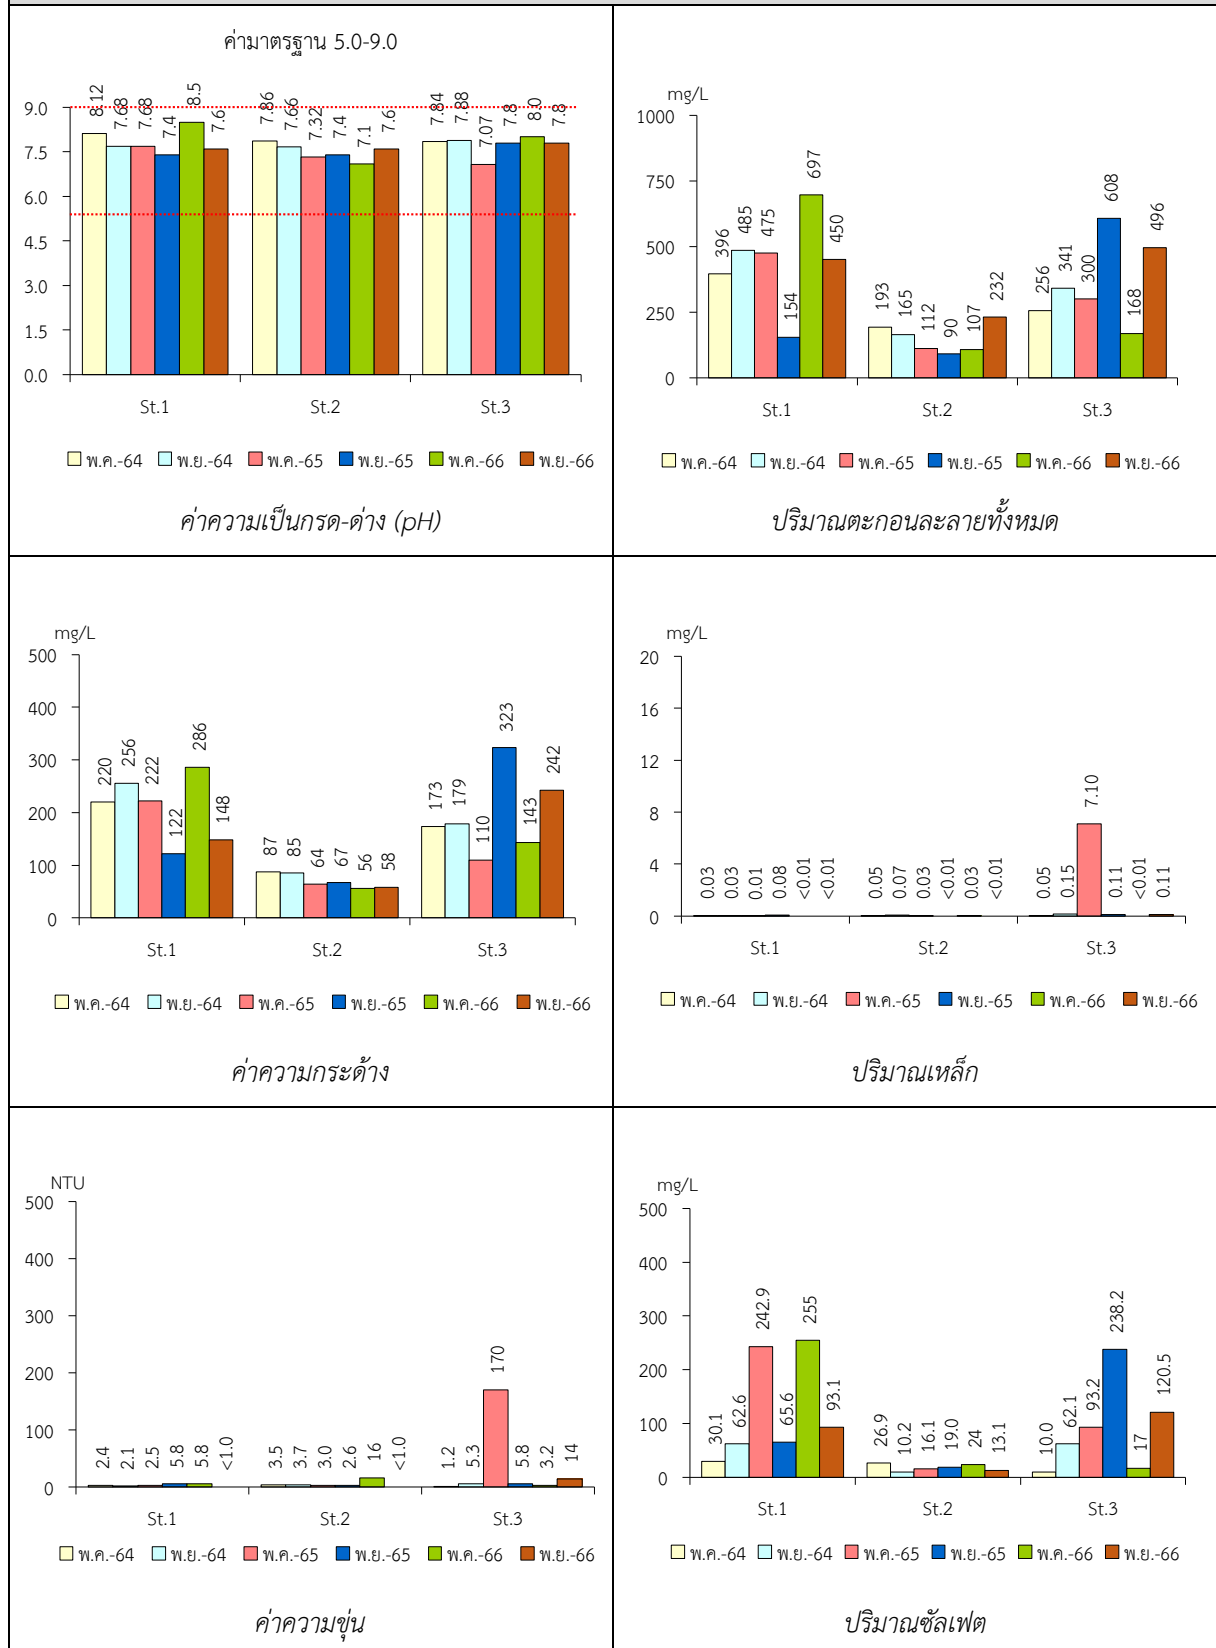 ค่ามาตรฐาน 5.0-9.0
9.0
7.5
6.0
4.5
3.0
1.5
0.0
8.12 7.68 7.68 7.4 8.5 7.6
7.86 7.66 7.32 7.4 7.1 7.6
7.84 7.88 7.07 7.8 8.0 7.8
St.1 St.2 St.3
พ.ค.-64 พ.ย.-64 พ.ค.-65 พ.ย.-65 พ.ค.-66 พ.ย.-66
ค่าความเป็นกรด-ด่าง (pH)
mg/L
1000
750
500
250
0
396 485 475 154 697 450
193 165 112 90 107 232
256 341 300 608 168 496
St.1 St.2 St.3
พ.ค.-64 พ.ย.-64 พ.ค.-65 พ.ย.-65 พ.ค.-66 พ.ย.-66
ปริมาณตะกอนละลายทั้งหมด
mg/L
500
400
300
200
100
0
220 256 222 122 286 148
87 85 64 67 56 58
173 179 110 323 143 242
St.1 St.2 St.3
พ.ค.-64 พ.ย.-64 พ.ค.-65 พ.ย.-65 พ.ค.-66 พ.ย.-66
ค่าความกระด้าง
mg/L
20
16
12
8
4
0
0.03 0.03 0.01 0.08 <0.01 <0.01
0.05 0.07 0.03 <0.01 0.03 <0.01
0.05 0.15 7.10 0.11 <0.01 0.11
St.1 St.2 St.3
พ.ค.-64 พ.ย.-64 พ.ค.-65 พ.ย.-65 พ.ค.-66 พ.ย.-66
ปริมาณเหล็ก
NTU
500
400
300
200
100
0
2.4 2.1 2.5 5.8 5.8 <1.0
3.5 3.7 3.0 2.6 16 <1.0
1.2 5.3 170 5.8 3.2 14
St.1 St.2 St.3
พ.ค.-64 พ.ย.-64 พ.ค.-65 พ.ย.-65 พ.ค.-66 พ.ย.-66
ค่าความขุ่น
mg/L
500
400
300
200
100
0
30.1 62.6 242.9 65.6 255 93.1
26.9 10.2 16.1 19.0 24 13.1
10.0 62.1 93.2 238.2 17 120.5
St.1 St.2 St.3
พ.ค.-64 พ.ย.-64 พ.ค.-65 พ.ย.-65 พ.ค.-66 พ.ย.-66
ปริมาณซัลเฟต